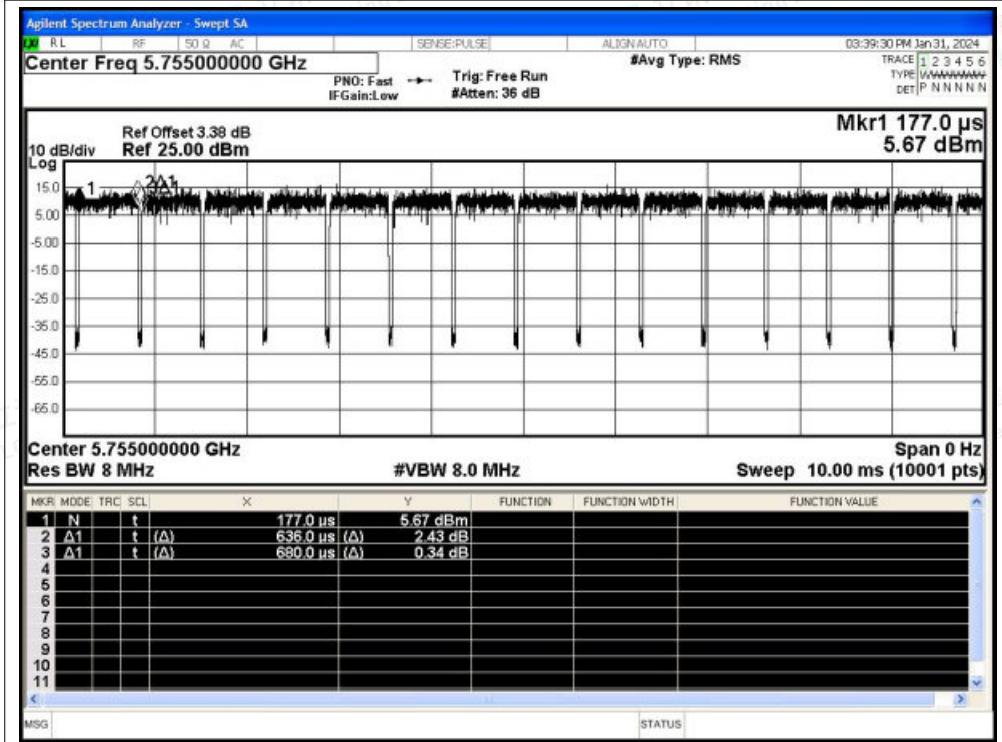 Agilent Spectrum Analyzer - Swept SA
LXI RL RF 50 Ω AC SENSE:PULSE ALIGN AUTO 03:39:30 PM Jan 31, 2024
Center Freq 5.755000000 GHz #Avg Type: RMS TRACE 1 2 3 4 5 6
PNO: Fast Trig: Free Run TYPE
IFGain:Low #Atten: 36 dB DET P N N N N N
Mkr1 177.0 µs
Ref Offset 3.38 dB
10 dB/div Ref 25.00 dBm 5.67 dBm
Log
15.0 1 2Δ1
5.00
-5.00
-15.0
-25.0
-35.0
-45.0
-55.0
-65.0
Center 5.755000000 GHz Span 0 Hz
Res BW 8 MHz #VBW 8.0 MHz Sweep 10.00 ms (10001 pts)
MKR MODE TRC SCL X Y FUNCTION FUNCTION WIDTH FUNCTION VALUE
1 N t 177.0 µs 5.67 dBm
2 Δ1 t (Δ) 636.0 µs (Δ) 2.43 dB
3 Δ1 t (Δ) 680.0 µs (Δ) 0.34 dB
4
5
6
7
8
9
10
11
MSG STATUS